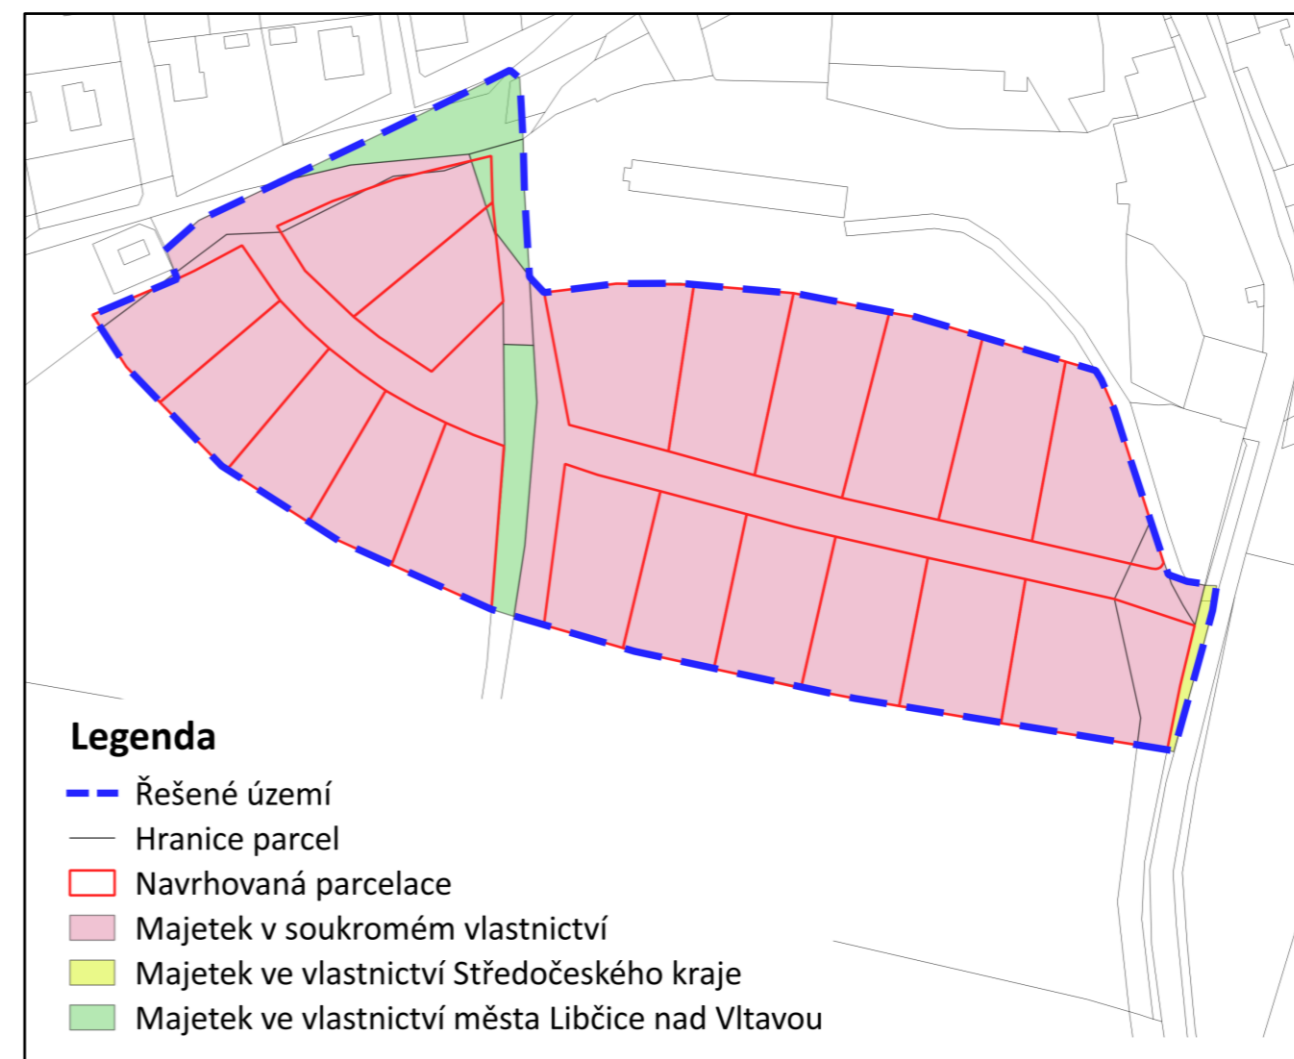 Legenda
Řešené území
Hranice parcel
Navrhovaná parcelace
Majetek v soukromém vlastnictví
Majetek ve vlastnictví Středočeského kraje
Majetek ve vlastnictví města Libčice nad Vltavou